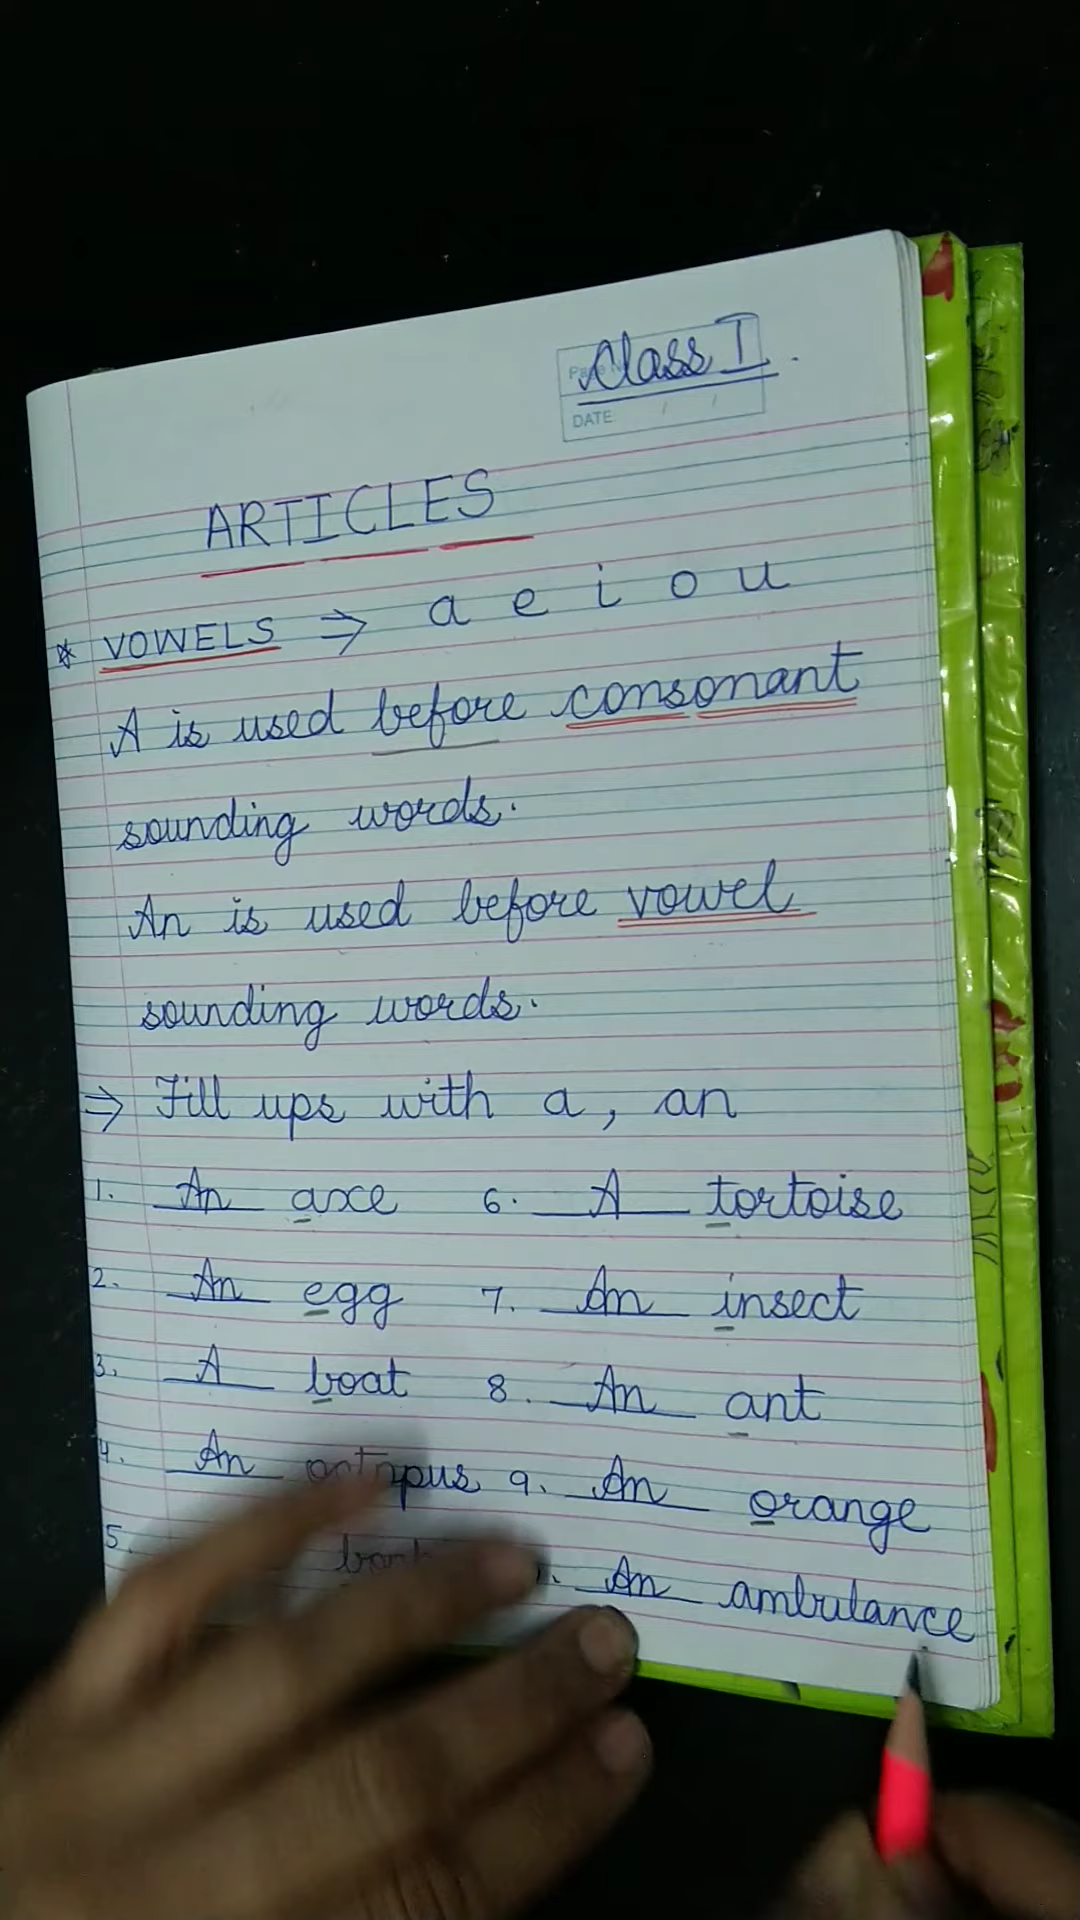 Class I.
DATE / /
ARTICLES
* VOWELS ⇒ a e i o u
A is used before consonant
sounding words.
An is used before vowel
sounding words.
⇒ Fill ups with a, an
1. An axe 6. A tortoise
2. An egg 7. An insect
3. A boat 8. An ant
4. An octopus 9. An orange
5. An ambulance